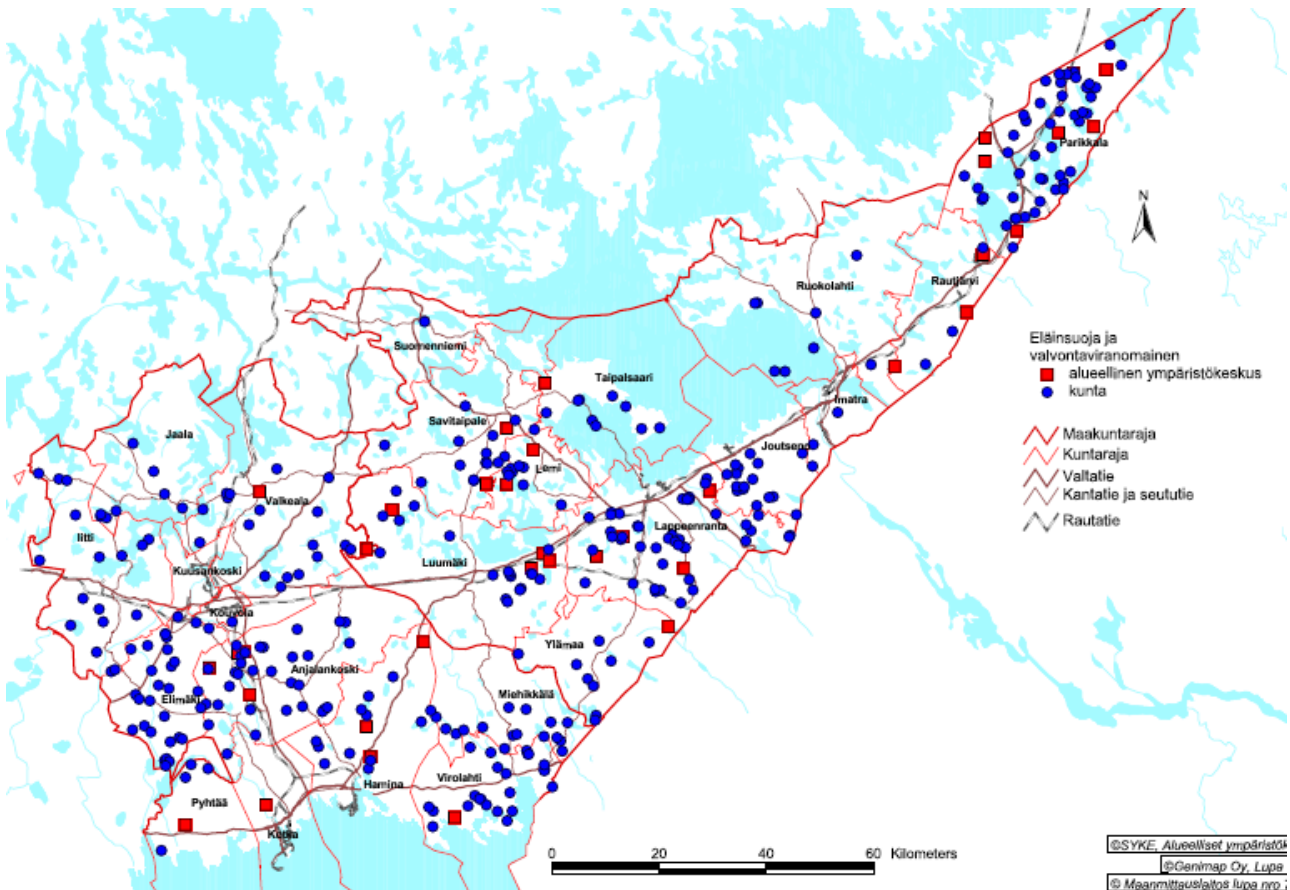 Parikkala
N
Rautjärvi
Ruokolahti
Eläinsuoja ja
valvontaviranomainen
alueellinen ympäristökeskus
kunta
Suomenniemi
Taipalsaari
Imatra
Savitaipale
Jaala
Joutseno
Maakuntaraja
Kuntaraja
Valtatie
Kantatie ja seututie
Rautatie
Lemi
Valkeala
Lappeenranta
Iitti
Luumäki
Kuusankoski
Kouvola
Ylämaa
Anjalankoski
Elimäki
Miehikkälä
Virolahti
Hamina
Pyhtää
Kotka
0 20 40 60 Kilometers
©SYKE, Alueelliset
©Genimap Oy, Lupa
© Maanmittauslaitos lupa nro